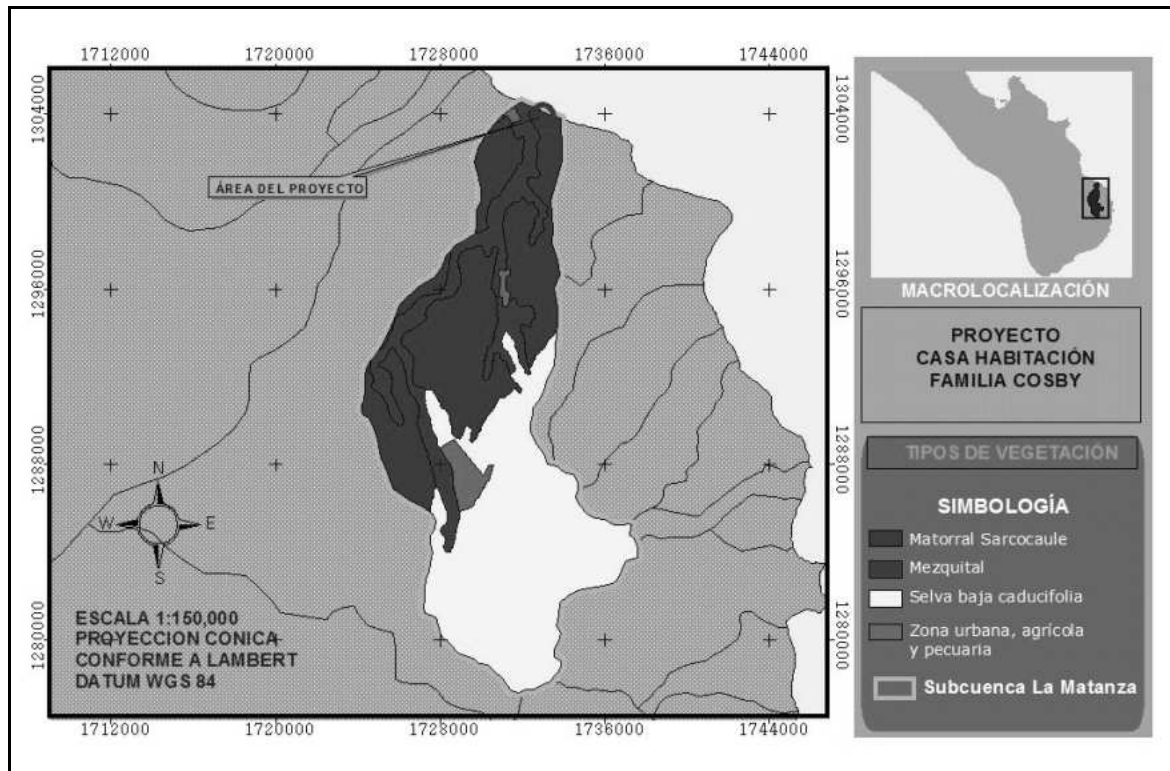 1712000 1720000 1728000 1736000 1744000
1304000 1304000
ÁREA DEL PROYECTO
1296000 1296000
1288000 1288000
N
W E
S
1280000 1280000
ESCALA 1:150,000
PROYECCION CONICA
CONFORME A LAMBERT
DATUM WGS 84
1712000 1720000 1728000 1736000 1744000
MACROLOCALIZACIÓN
PROYECTO
CASA HABITACIÓN
FAMILIA COSBY
TIPOS DE VEGETACIÓN
SIMBOLOGÍA
Matorral Sarcocaule
Mezquital
Selva baja caducifolia
Zona urbana, agrícola
y pecuaria
Subcuenca La Matanza